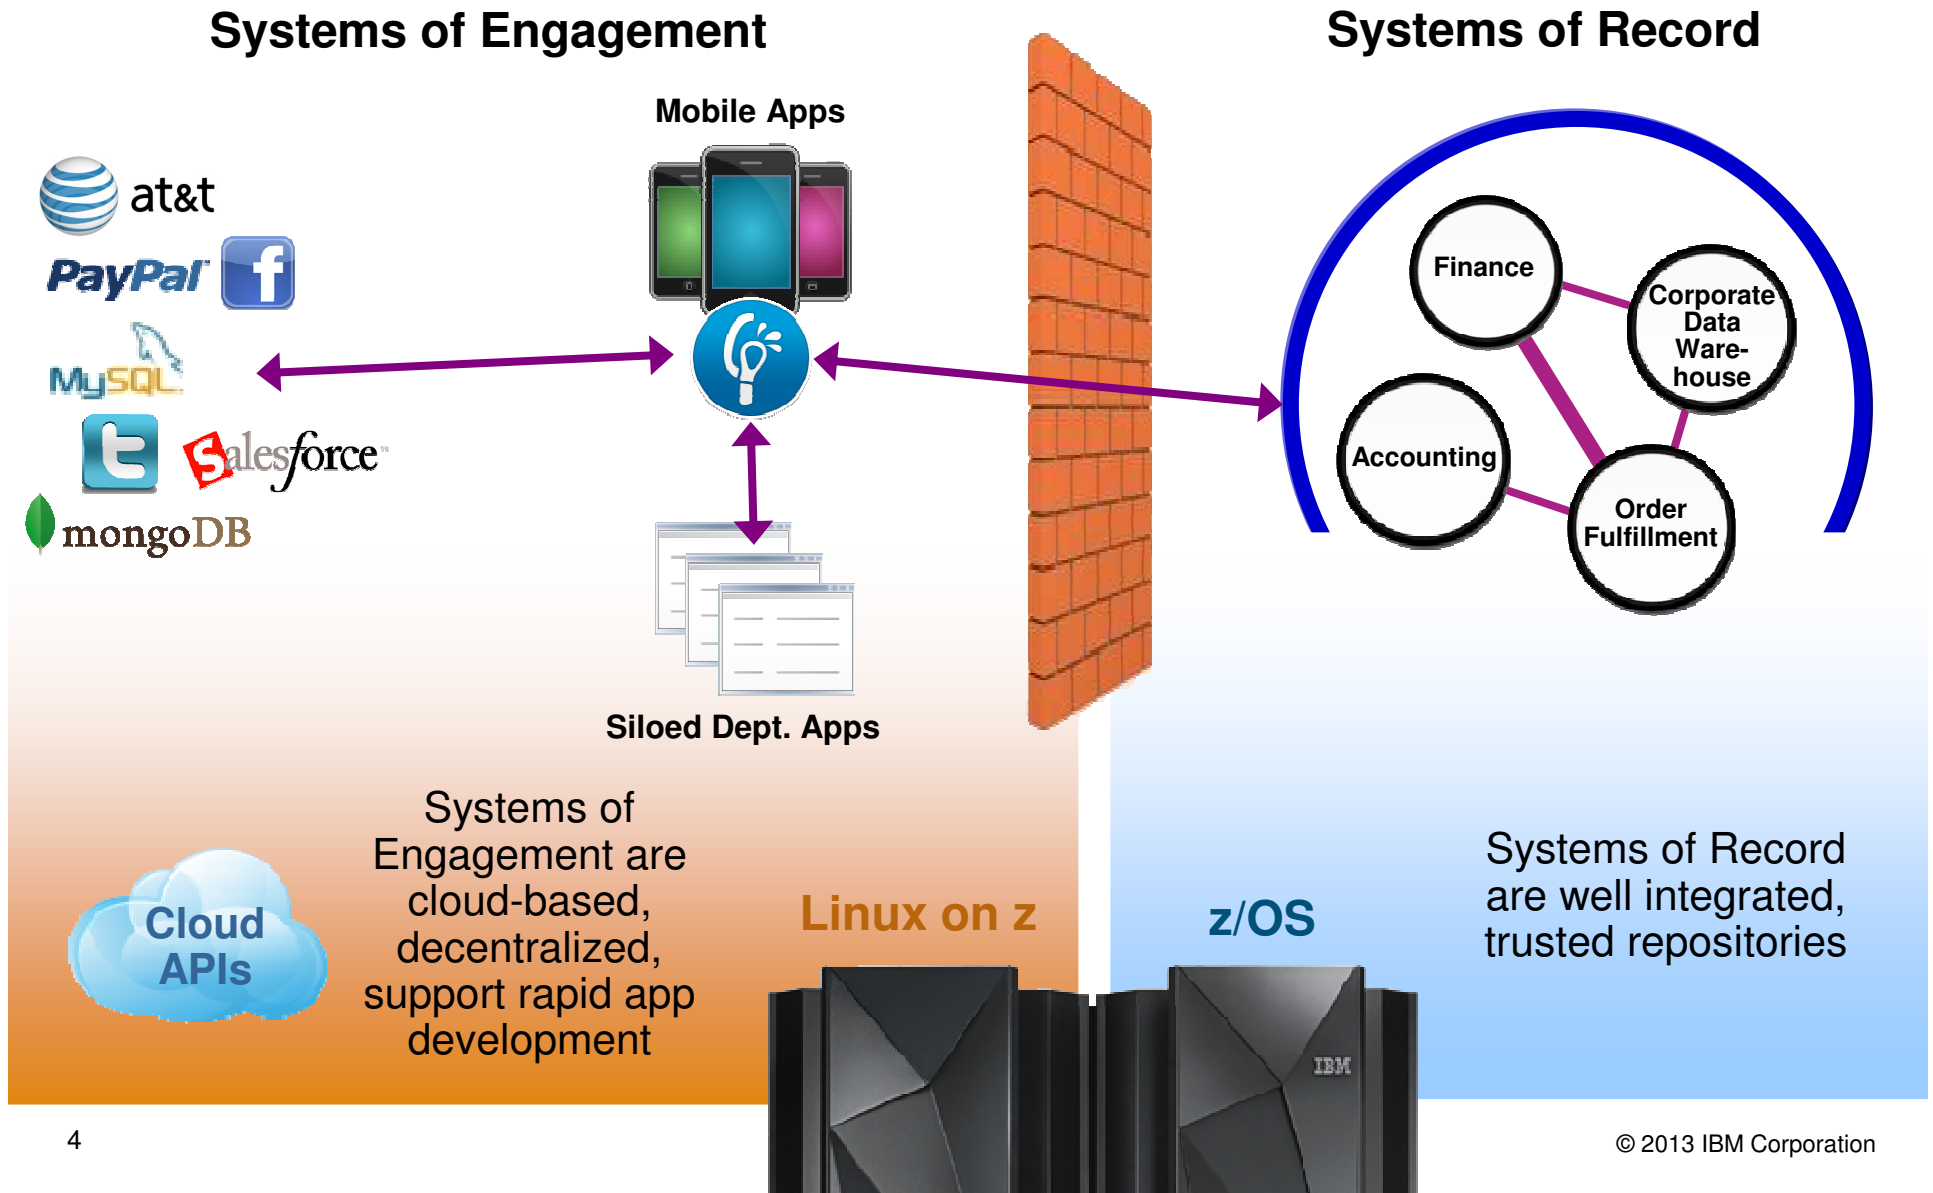 Systems of Engagement
Systems of Record
Mobile Apps
at&t
PayPal™
f
MySQL
t
salesforce™
mongoDB
Siloed Dept. Apps
Finance
Corporate
Data
Ware-
house
Accounting
Order
Fulfillment
Cloud
APIs
Systems of
Engagement are
cloud-based,
decentralized,
support rapid app
development
Linux on z
z/OS
Systems of Record
are well integrated,
trusted repositories
IBM
4
© 2013 IBM Corporation